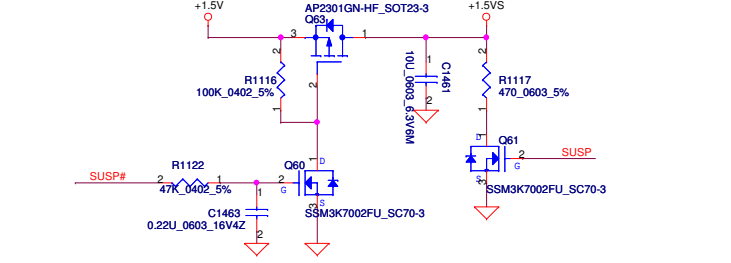 +1.5V
AP2301GN-HF_SOT23-3
Q63
+1.5VS
3
1
2
2
R1116
100K_0402_5%
1
1
C1461
10U_0603_6.3V6M
2
2
R1117
470_0603_5%
1
SUSP#
2
R1122
1
47K_0402_5%
1
C1463
0.22U_0603_16V4Z
2
Q60
1
D
2
G
S
3
SSM3K7002FU_SC70-3
Q61
1
D
2
G
S
3
SUSP
SSM3K7002FU_SC70-3